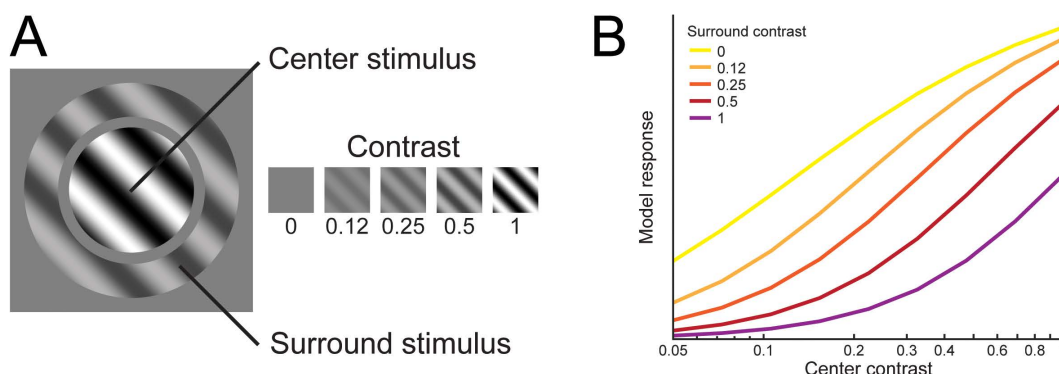 A
Center stimulus
Contrast
0 0.12 0.25 0.5 1
Surround stimulus
B
Surround contrast
0
0.12
0.25
0.5
1
Model response
0.05 0.1 0.2 0.3 0.4 0.6 0.8
Center contrast